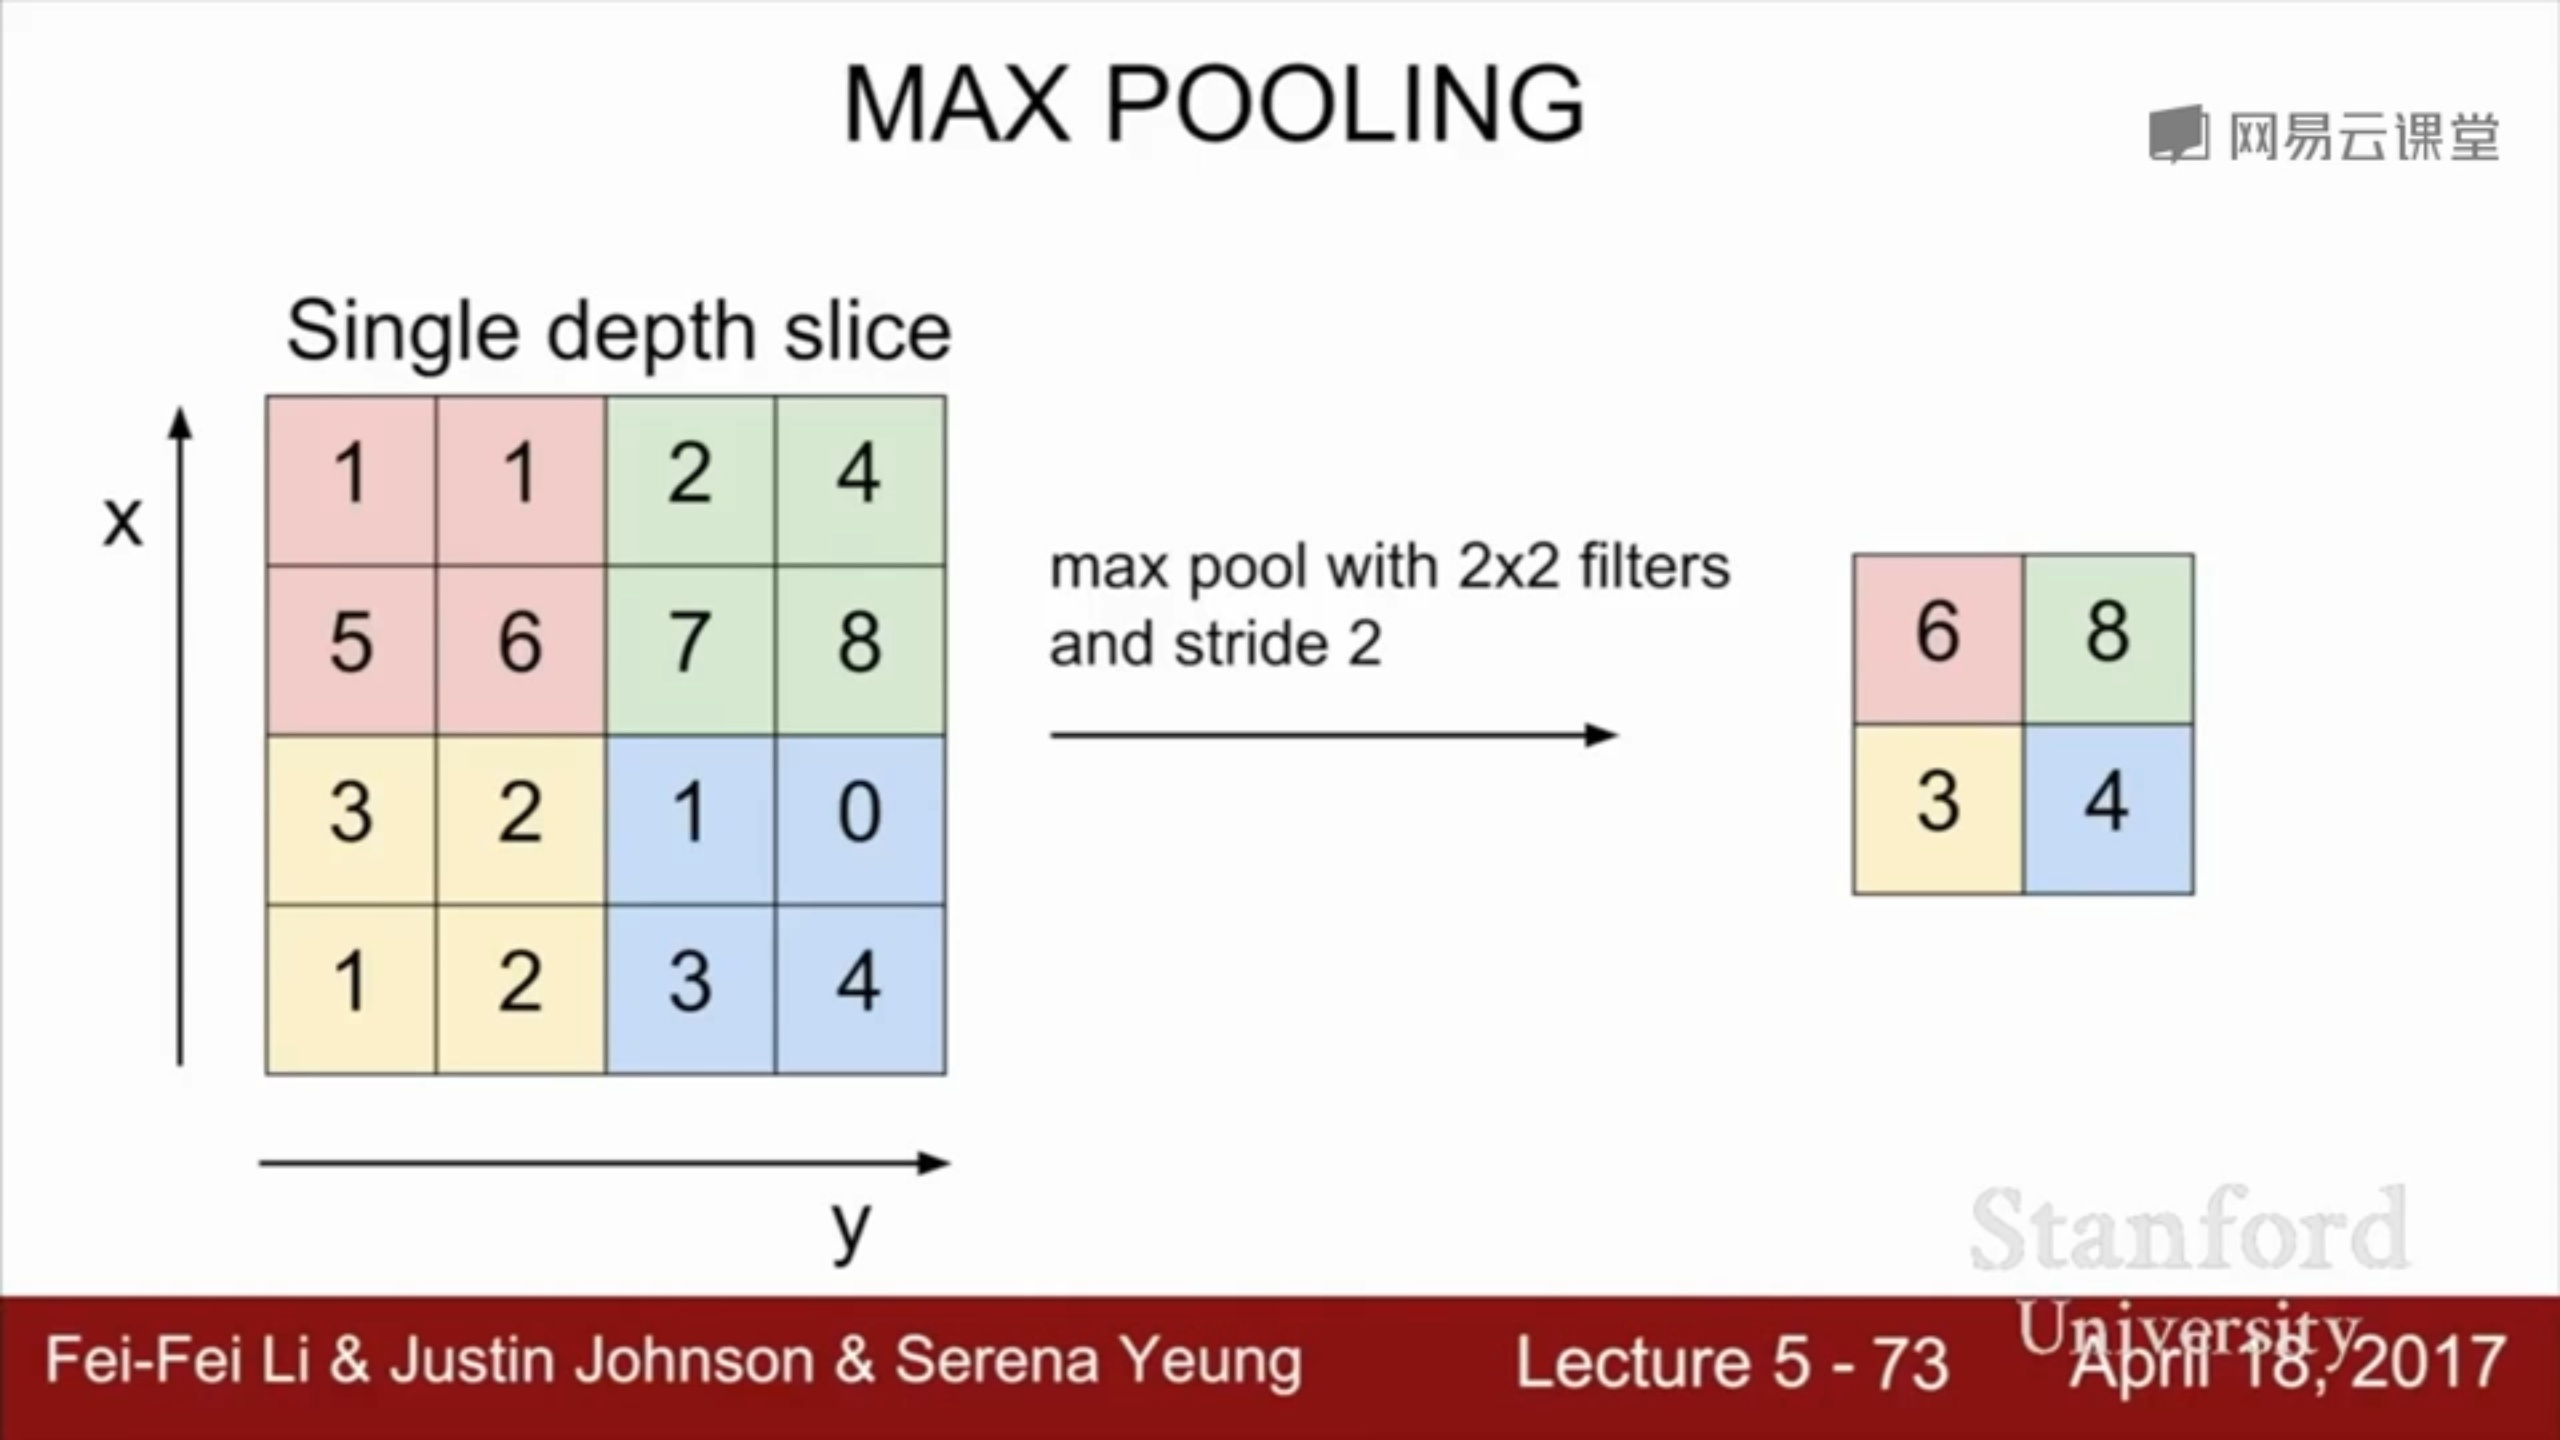 MAX POOLING
网易云课堂
Single depth slice
x
1 1 2 4
5 6 7 8
3 2 1 0
1 2 3 4
y
max pool with 2x2 filters
and stride 2
6 8
3 4
Stanford
University
Fei-Fei Li & Justin Johnson & Serena Yeung
Lecture 5 - 73
April 18, 2017